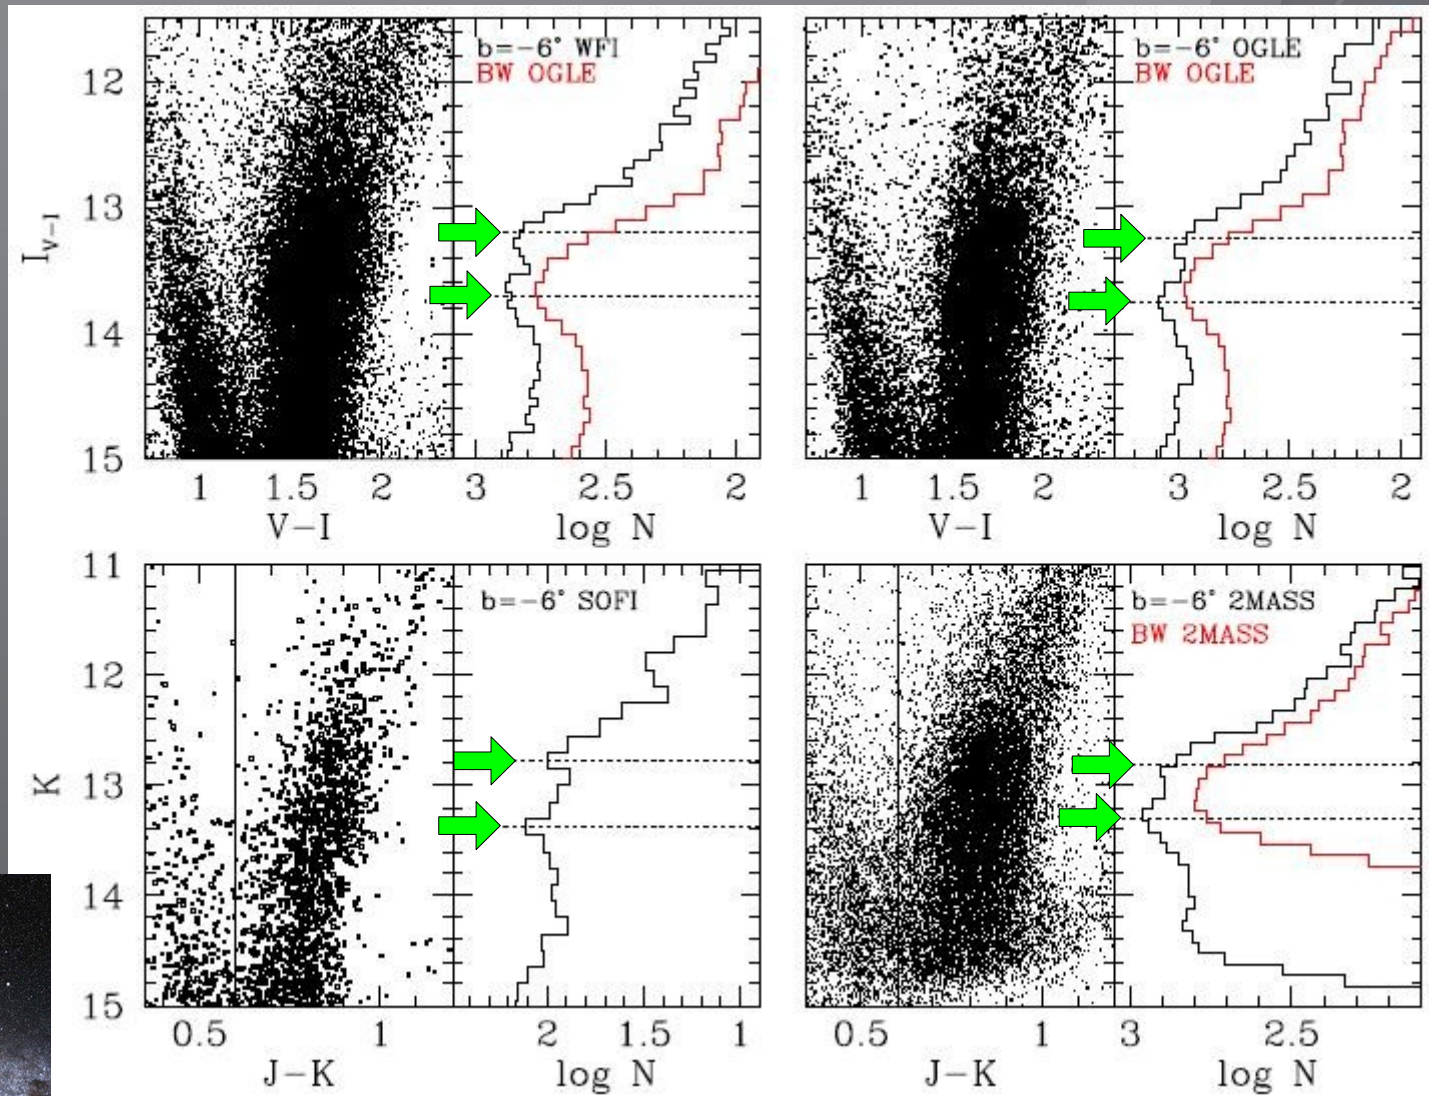 b=−6° WFI
BW OGLE
12
13
14
15
I_{V−I}
1 1.5 2
V−I
3 2.5 2
log N
b=−6° OGLE
BW OGLE
1 1.5 2
V−I
3 2.5 2
log N
b=−6° SOFI
11
12
13
14
15
K
0.5 1
J−K
2 1.5 1
log N
b=−6° 2MASS
BW 2MASS
0.5 1
J−K
3 2.5
log N